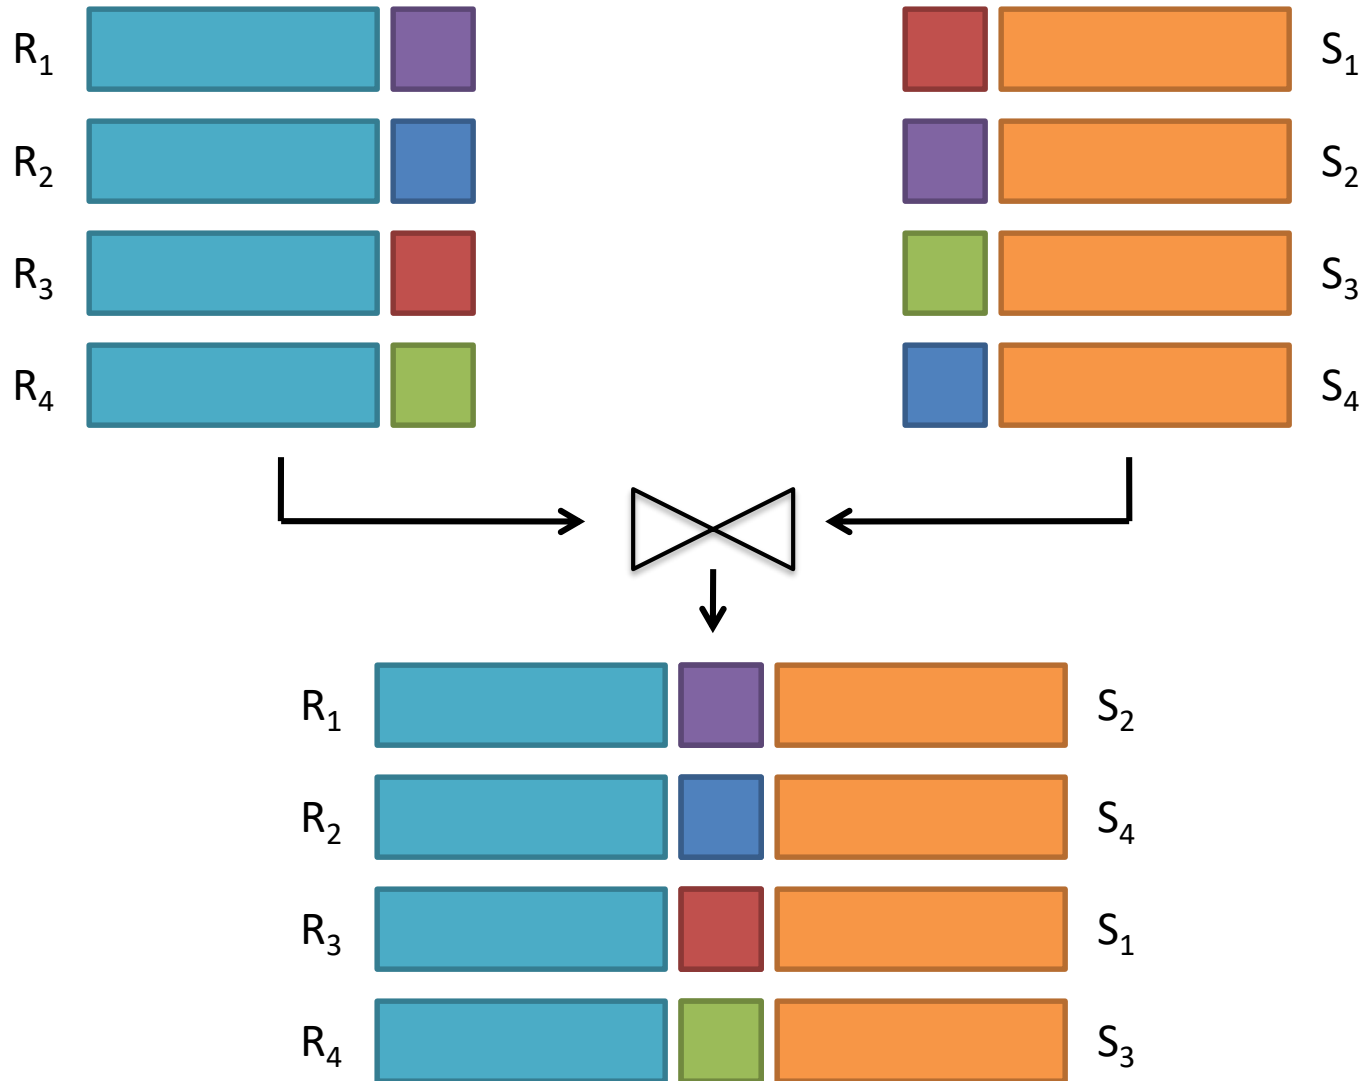 R₁ S₁
R₂ S₂
R₃ S₃
R₄ S₄
R₁ S₂
R₂ S₄
R₃ S₁
R₄ S₃